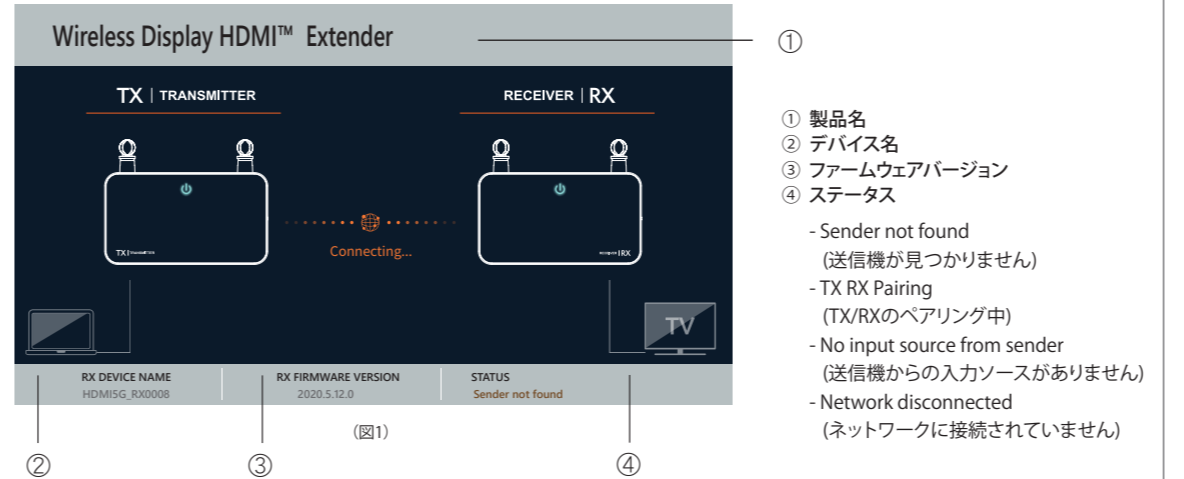 Wireless Display HDMI™ Extender
①
TX | TRANSMITTER
RECEIVER | RX
TX | TRANSMITTER
RECEIVER | RX
Connecting...
TV
RX DEVICE NAME
HDMI5G_RX0008
RX FIRMWARE VERSION
2020.5.12.0
STATUS
Sender not found
(図1)
②
③
④
① 製品名
② デバイス名
③ ファームウェアバージョン
④ ステータス
- Sender not found
(送信機が見つかりません)
- TX RX Pairing
(TX/RXのペアリング中)
- No input source from sender
(送信機からの入力ソースがありません)
- Network disconnected
(ネットワークに接続されていません)